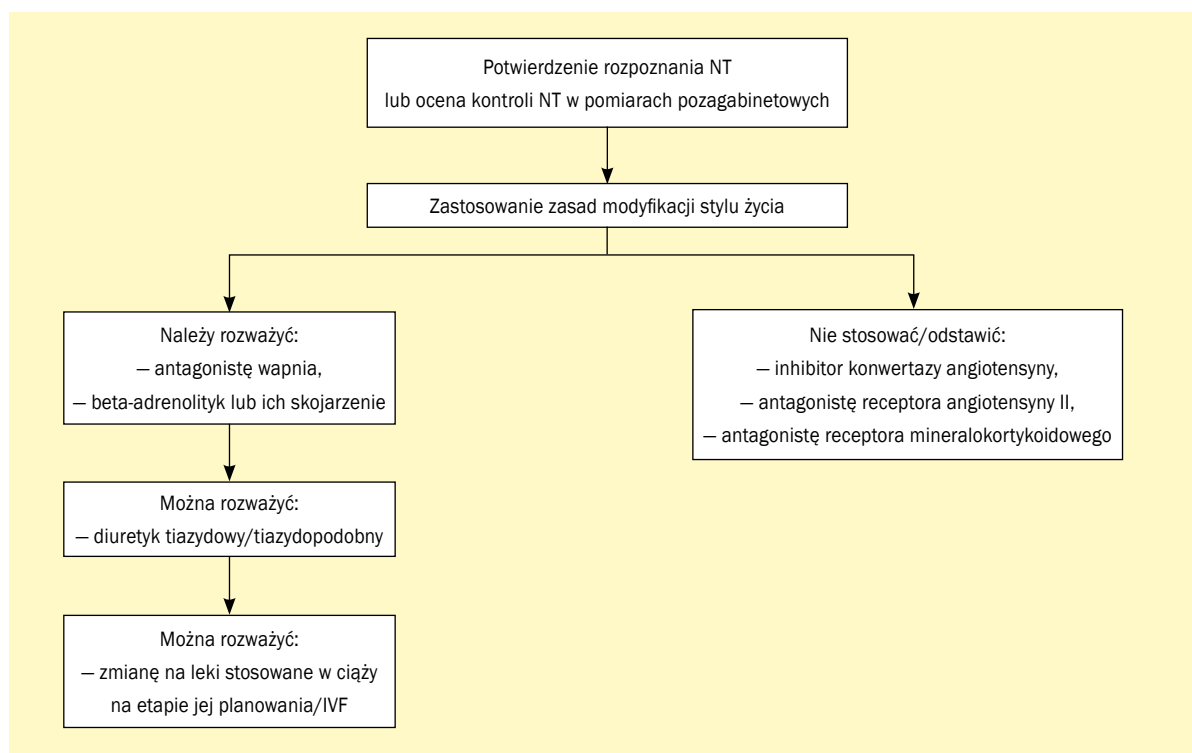 Potwierdzenie rozpoznania NT
lub ocena kontroli NT w pomiarach pozagabinetowych
Zastosowanie zasad modyfikacji stylu życia
Należy rozważyć:
— antagonistę wapnia,
— beta-adrenolityk lub ich skojarzenie
Nie stosować/odstawić:
— inhibitor konwertazy angiotensyny,
— antagonistę receptora angiotensyny II,
— antagonistę receptora mineralokortykoidowego
Można rozważyć:
— diuretyk tiazydowy/tiazydopodobny
Można rozważyć:
— zmianę na leki stosowane w ciąży
na etapie jej planowania/IVF